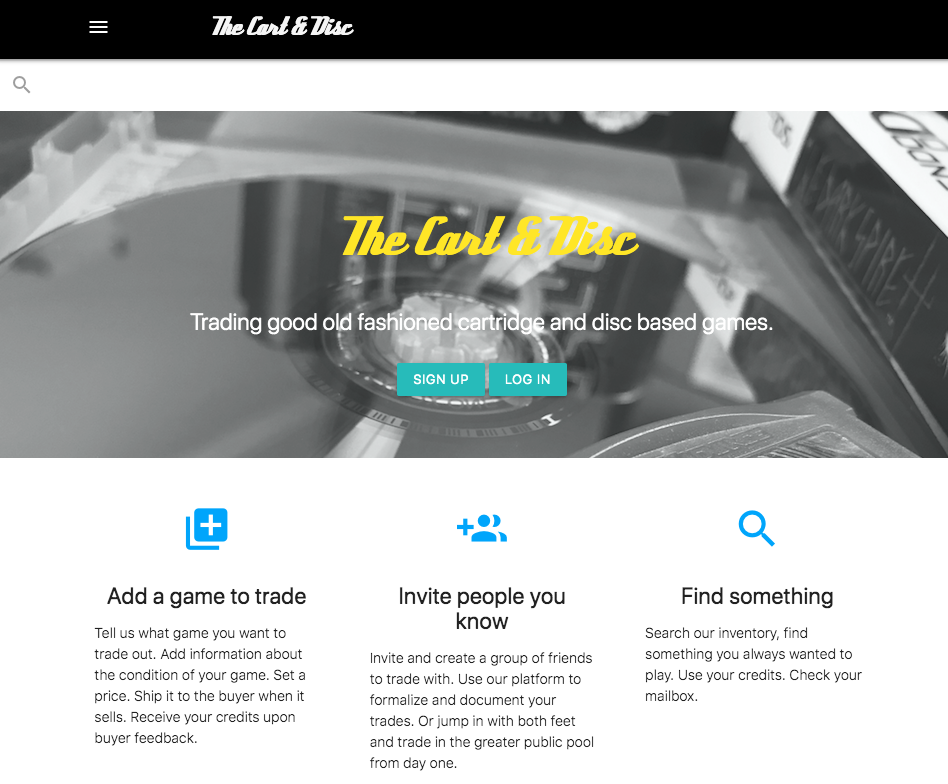 The Cart & Disc
The Cart & Disc
Trading good old fashioned cartridge and disc based games.
SIGN UP
LOG IN
Add a game to trade
Tell us what game you want to
trade out. Add information about
the condition of your game. Set a
price. Ship it to the buyer when it
sells. Receive your credits upon
buyer feedback.
Invite people you
know
Invite and create a group of friends
to trade with. Use our platform to
formalize and document your
trades. Or jump in with both feet
and trade in the greater public pool
from day one.
Find something
Search our inventory, find
something you always wanted to
play. Use your credits. Check your
mailbox.